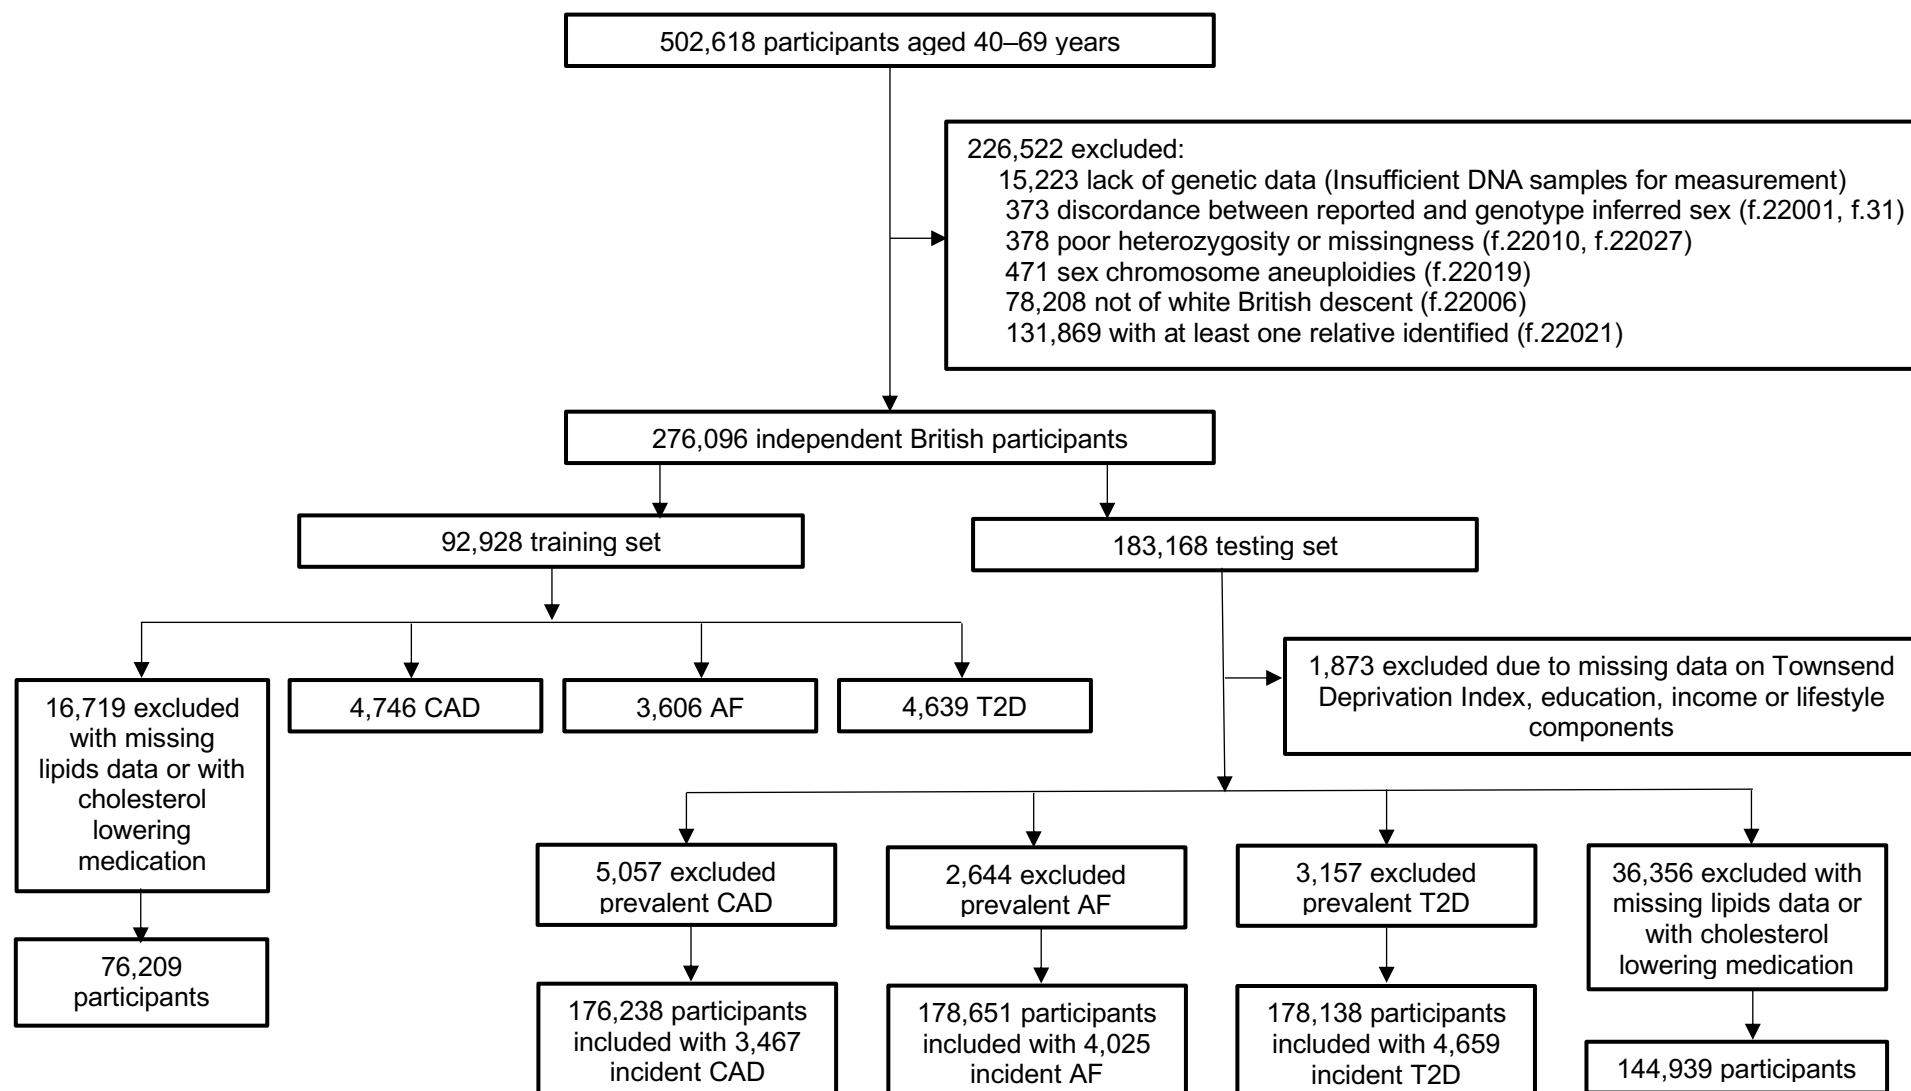 502,618 participants aged 40–69 years
226,522 excluded:
15,223 lack of genetic data (Insufficient DNA samples for measurement)
373 discordance between reported and genotype inferred sex (f.22001, f.31)
378 poor heterozygosity or missingness (f.22010, f.22027)
471 sex chromosome aneuploidies (f.22019)
78,208 not of white British descent (f.22006)
131,869 with at least one relative identified (f.22021)
276,096 independent British participants
92,928 training set
183,168 testing set
16,719 excluded
with missing
lipids data or with
cholesterol
lowering
medication
4,746 CAD
3,606 AF
4,639 T2D
1,873 excluded due to missing data on Townsend
Deprivation Index, education, income or lifestyle
components
76,209
participants
5,057 excluded
prevalent CAD
2,644 excluded
prevalent AF
3,157 excluded
prevalent T2D
36,356 excluded with
missing lipids data or
with cholesterol
lowering medication
176,238 participants
included with 3,467
incident CAD
178,651 participants
included with 4,025
incident AF
178,138 participants
included with 4,659
incident T2D
144,939 participants